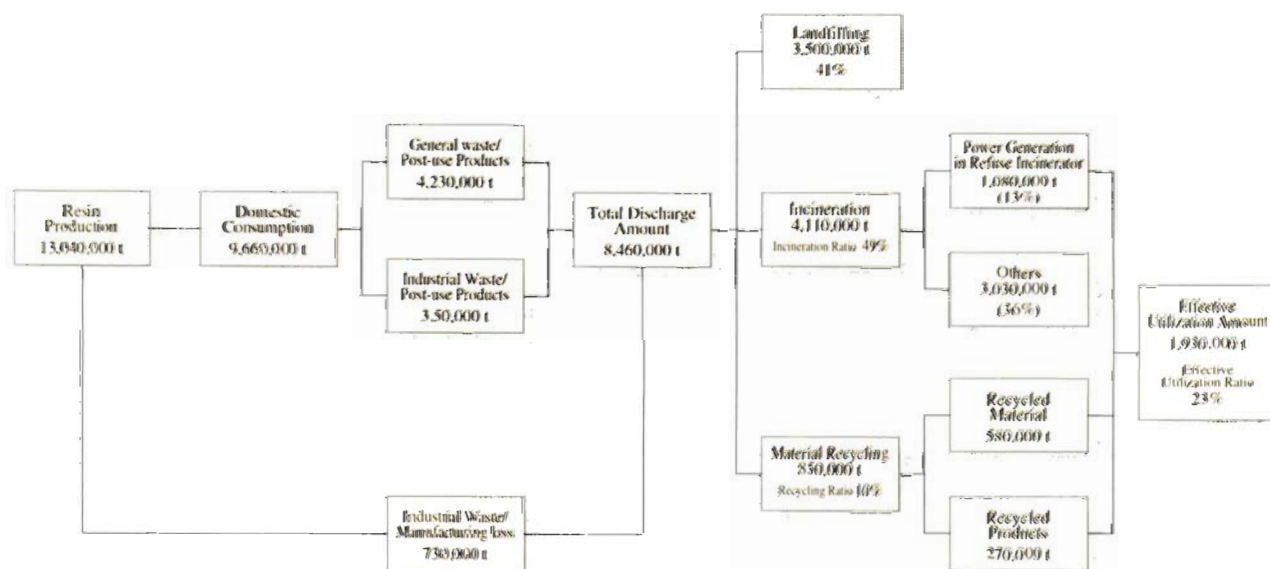 Resin
Production
13,040,000 t
Domestic
Consumption
9,660,000 t
General waste/
Post-use Products
4,230,000 t
Industrial Waste/
Post-use Products
3,50,000 t
Industrial Waste/
Manufacturing loss
730,000 t
Total Discharge
Amount
8,460,000 t
Landfilling
3,500,000 t
41%
Incineration
4,110,000 t
Incineration Ratio 49%
Material Recycling
850,000 t
Recycling Ratio 10%
Power Generation
in Refuse Incinerator
1,080,000 t
(13%)
Others
3,030,000 t
(36%)
Recycled
Material
580,000 t
Recycled
Products
270,000 t
Effective
Utilization Amount
1,930,000 t
Effective
Utilization Ratio
23%